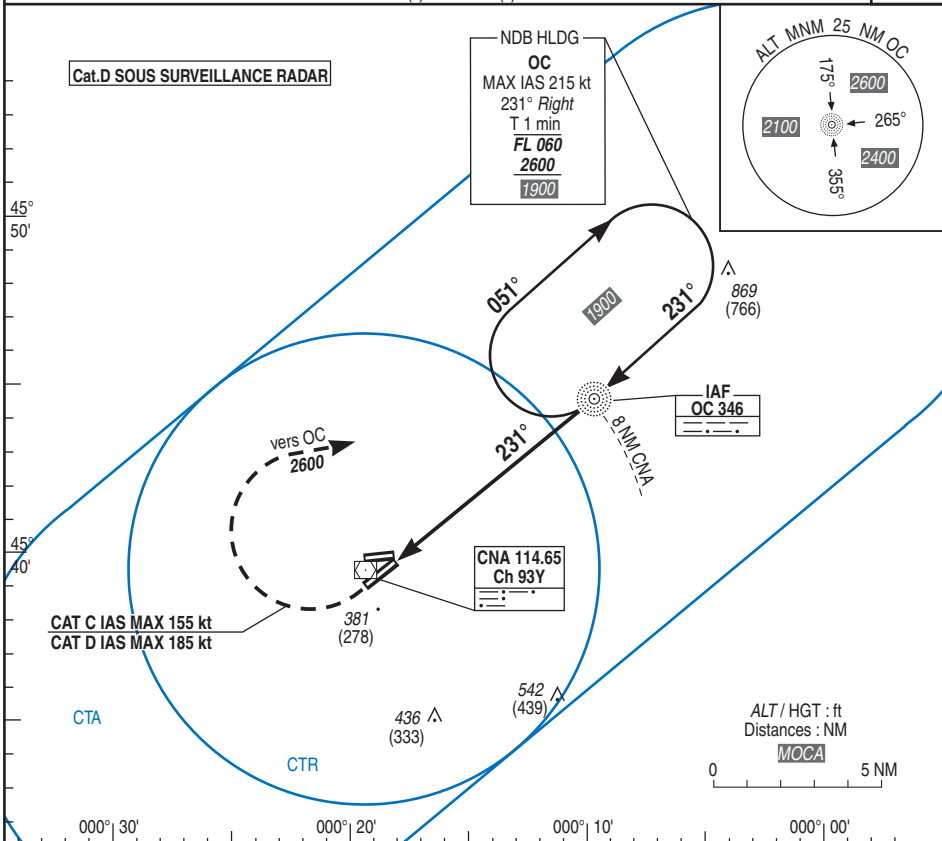 Cat.D SOUS SURVEILLANCE RADAR
NDB HLDG
OC
MAX IAS 215 kt
231° Right
T 1 min
FL 060
2600
1900
ALT MNM 25 NM OC
175°
2600
2100
265°
2400
355°
45°
50'
051°
1900
231°
869
(766)
IAF
OC 346
8 NM CNA
231°
vers OC
2600
45°
40'
CNA 114.65
Ch 93Y
381
(278)
CAT C IAS MAX 155 kt
CAT D IAS MAX 185 kt
542
(439)
436
(333)
CTA
CTR
ALT / HGT : ft
Distances : NM
MOCA
0 5 NM
000° 30' 000° 20' 000° 10' 000° 00'